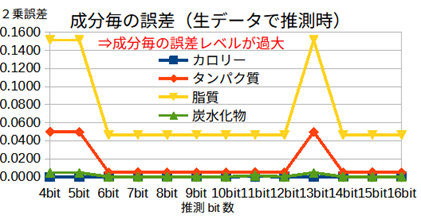 ２乗誤差
成分毎の誤差（生データで推測時）
⇒成分毎の誤差レベルが過大
0.1600
0.1400
0.1200
0.1000
0.0800
0.0600
0.0400
0.0200
0.0000
カロリー
タンパク質
脂質
炭水化物
4bit 5bit 6bit 7bit 8bit 9bit 10bit 11bit 12bit 13bit 14bit 15bit 16bit
推測 bit 数